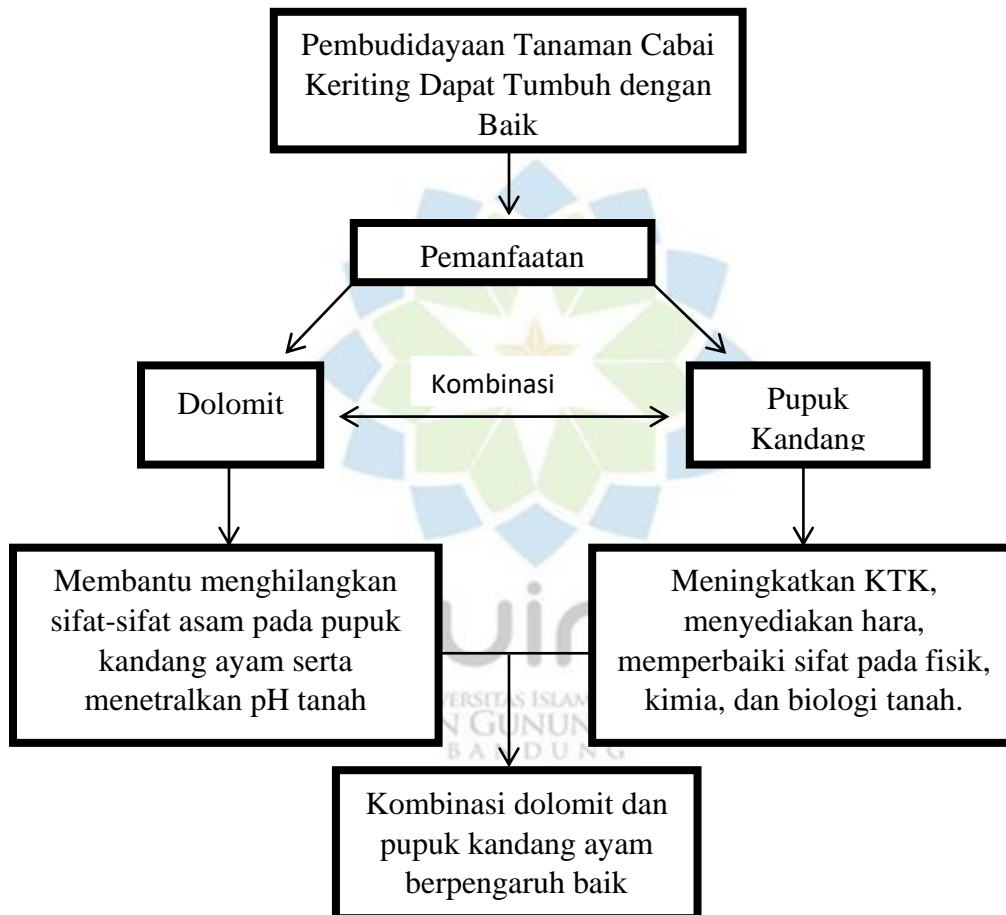 Pembudidayaan Tanaman Cabai
Keriting Dapat Tumbuh dengan
Baik
Pemanfaatan
Dolomit
Kombinasi
Pupuk
Kandang
Membantu menghilangkan
sifat-sifat asam pada pupuk
kandang ayam serta
menetralkan pH tanah
Meningkatkan KTK,
menyediakan hara,
memperbaiki sifat pada fisik,
kimia, dan biologi tanah.
BANDUNG
Kombinasi dolomit dan
pupuk kandang ayam
berpengaruh baik